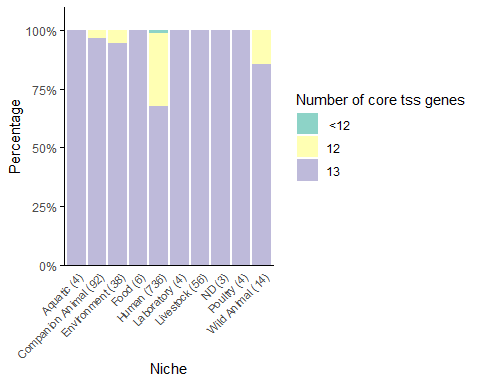 100%
75%
50%
25%
0%
Percentage
Aquatic (4)
Companion Animal (92)
Environment (38)
Food (6)
Human (736)
Laboratory (4)
Livestock (56)
ND (3)
Poultry (4)
Wild Animal (14)
Niche
Number of core tss genes
<12
12
13